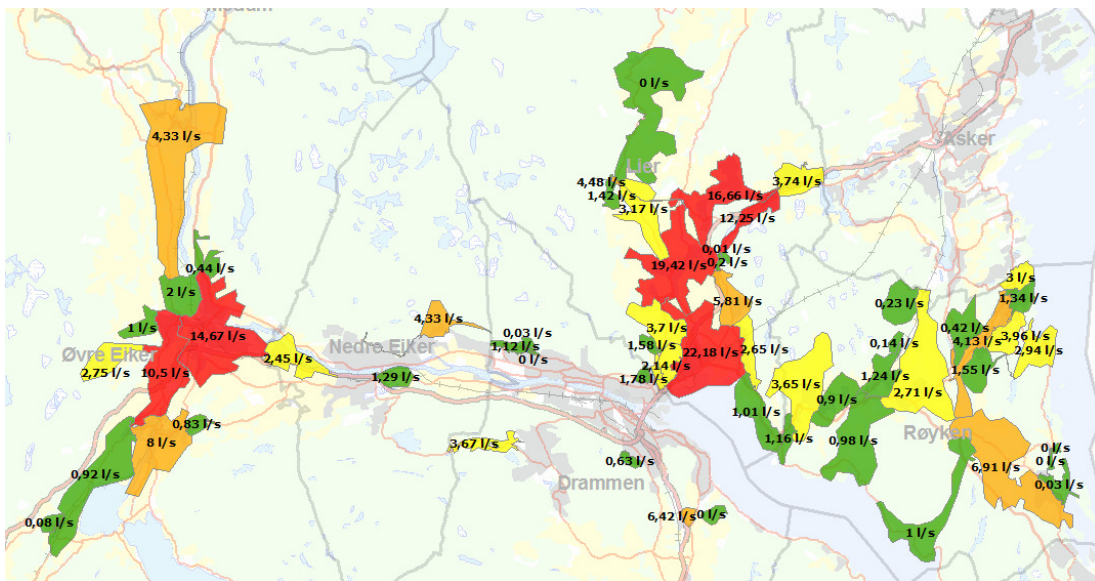 Modum
0 l/s
4,33 l/s
Asker
Lier
4,48 l/s
3,74 l/s
1,42 l/s
16,66 l/s
3,17 l/s
12,25 l/s
0,01 l/s
0,2 l/s
19,42 l/s
0,44 l/s
2 l/s
3 l/s
5,81 l/s
0,23 l/s
1,34 l/s
4,33 l/s
1 l/s
3,7 l/s
0,42 l/s
0,03 l/s
14,67 l/s
3,96 l/s
0,14 l/s
4,13 l/s
Nedre Eiker
1,12 l/s
1,58 l/s
22,18 l/s
2,65 l/s
2,94 l/s
Øvre Eiker
0 l/s
2,45 l/s
2,14 l/s
1,55 l/s
2,75 l/s
10,5 l/s
1,29 l/s
1,78 l/s
1,24 l/s
3,65 l/s
2,71 l/s
0,9 l/s
1,01 l/s
0,83 l/s
Røyken
1,16 l/s
8 l/s
3,67 l/s
0,98 l/s
0 l/s
0 l/s
0,63 l/s
6,91 l/s
0,92 l/s
Drammen
0,03 l/s
6,42 l/s
0 l/s
0,08 l/s
1 l/s